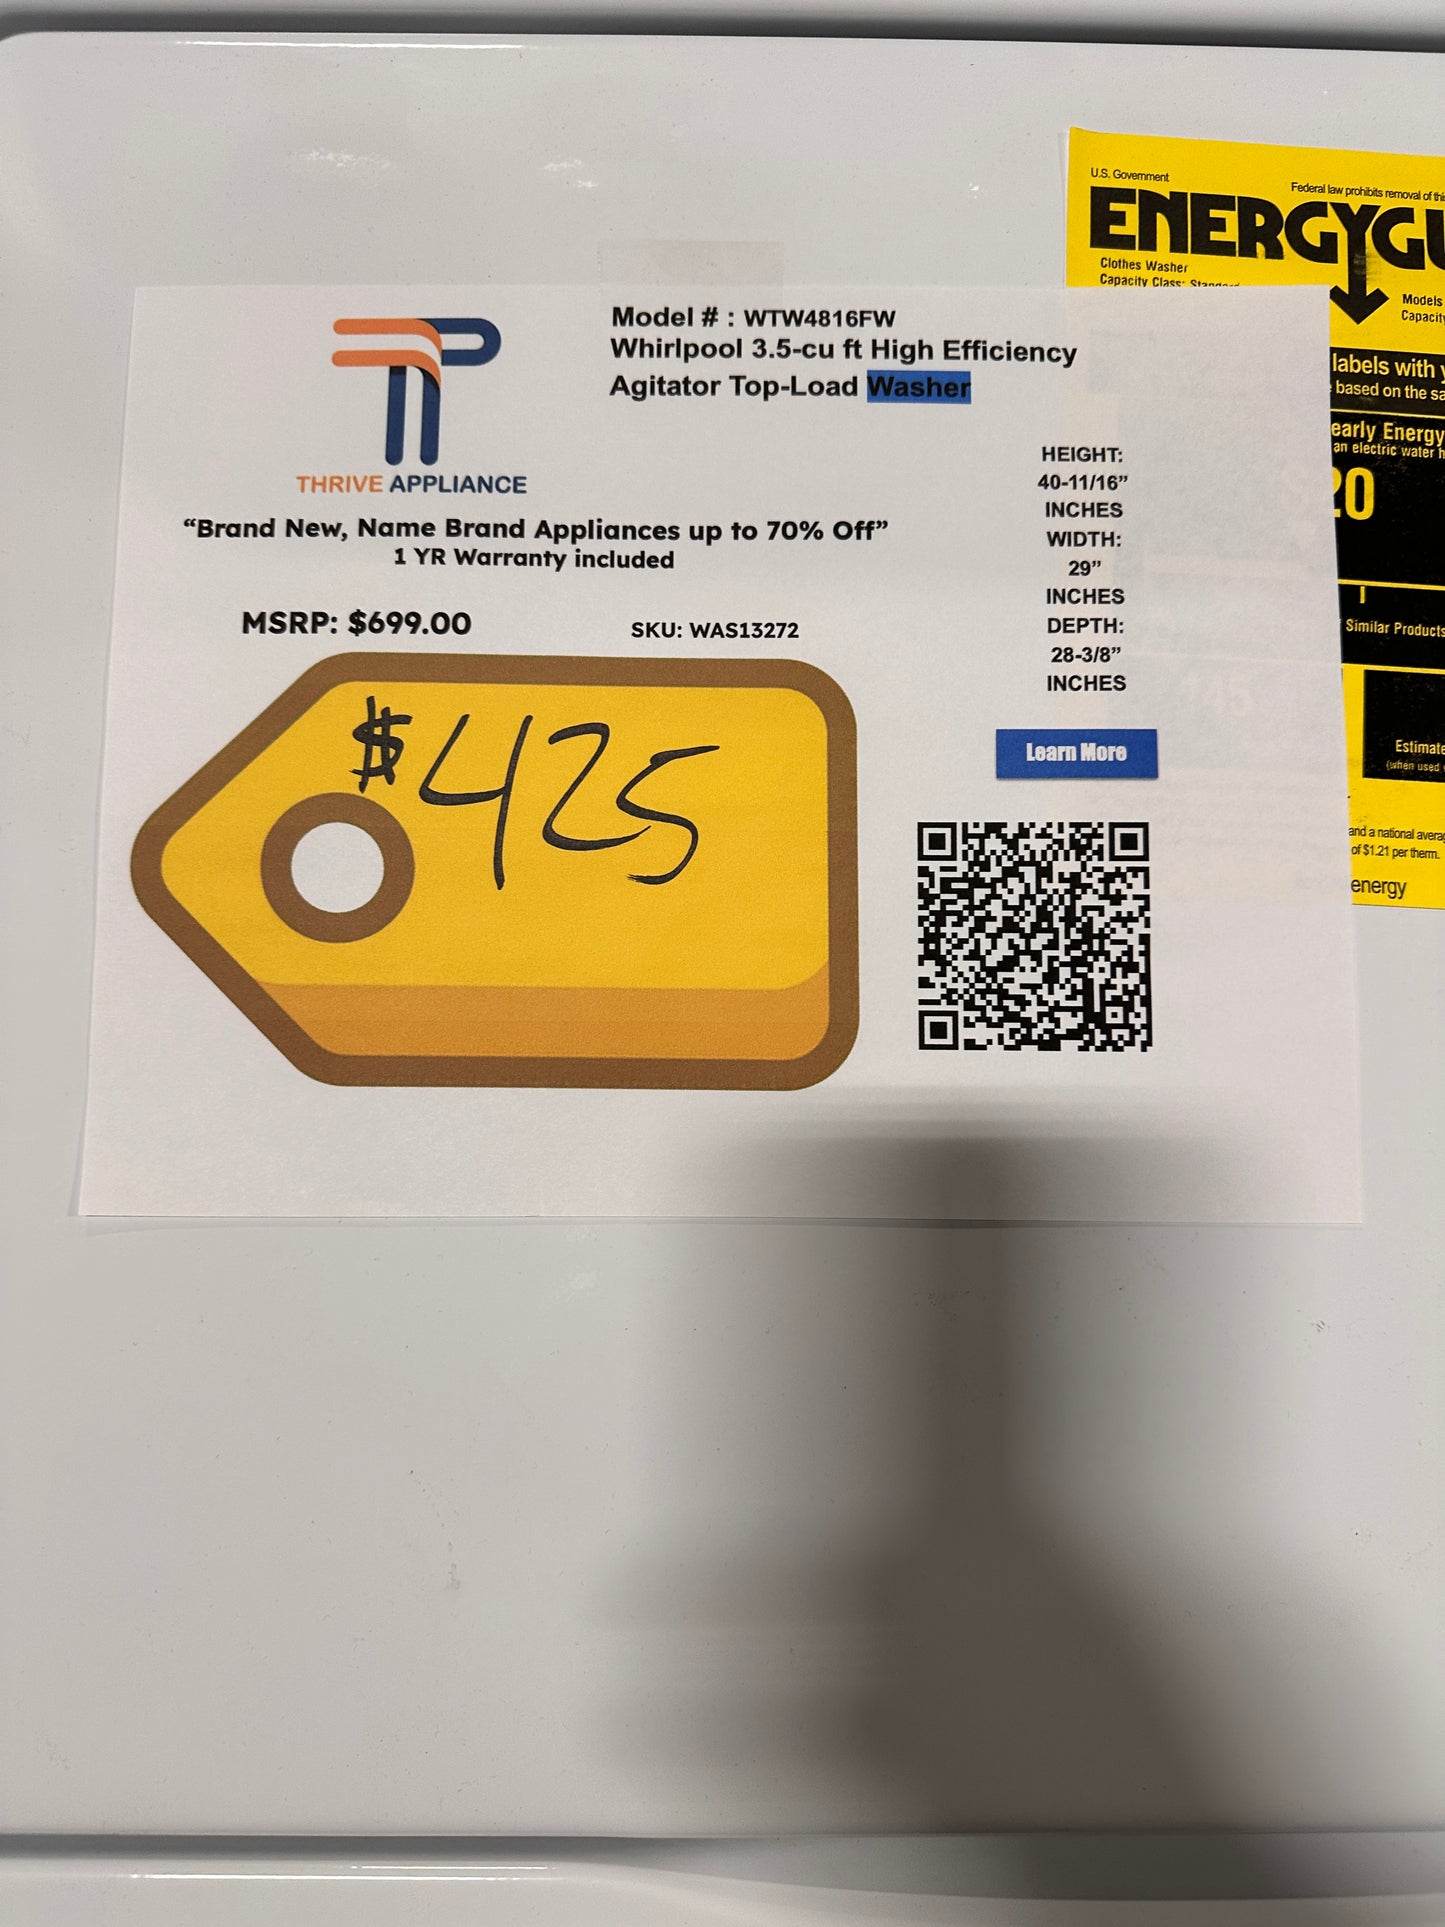 U.S. Government
Federal law prohibits removal of
ENERGYGU
Clothes Washer
Capacity Class:
Models
labels with
based on the
early Energy
an electric water
20
Similar Products
Estimate
(when used
and a national
of $1.21 per therm.
energy
Model # : WTW4816FW
Whirlpool 3.5-cu ft High Efficiency
Agitator Top-Load Washer
THRIVE APPLIANCE
“Brand New, Name Brand Appliances up to 70% Off”
1 YR Warranty included
MSRP: $699.00
SKU: WAS13272
HEIGHT:
40-11/16”
INCHES
WIDTH:
29”
INCHES
DEPTH:
28-3/8”
INCHES
$425
Learn More